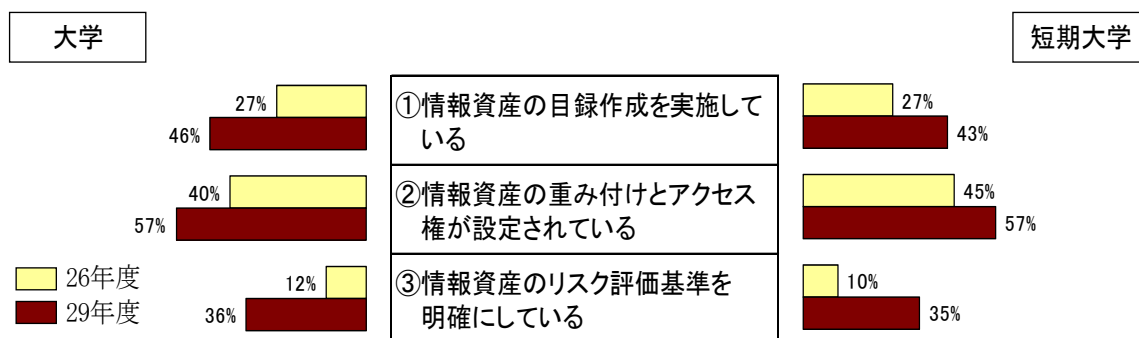 大学
短期大学
27%
46%
①情報資産の目録作成を実施して
いる
27%
43%
40%
57%
②情報資産の重み付けとアクセス
権が設定されている
45%
57%
12%
36%
③情報資産のリスク評価基準を
明確にしている
10%
35%
26年度
29年度